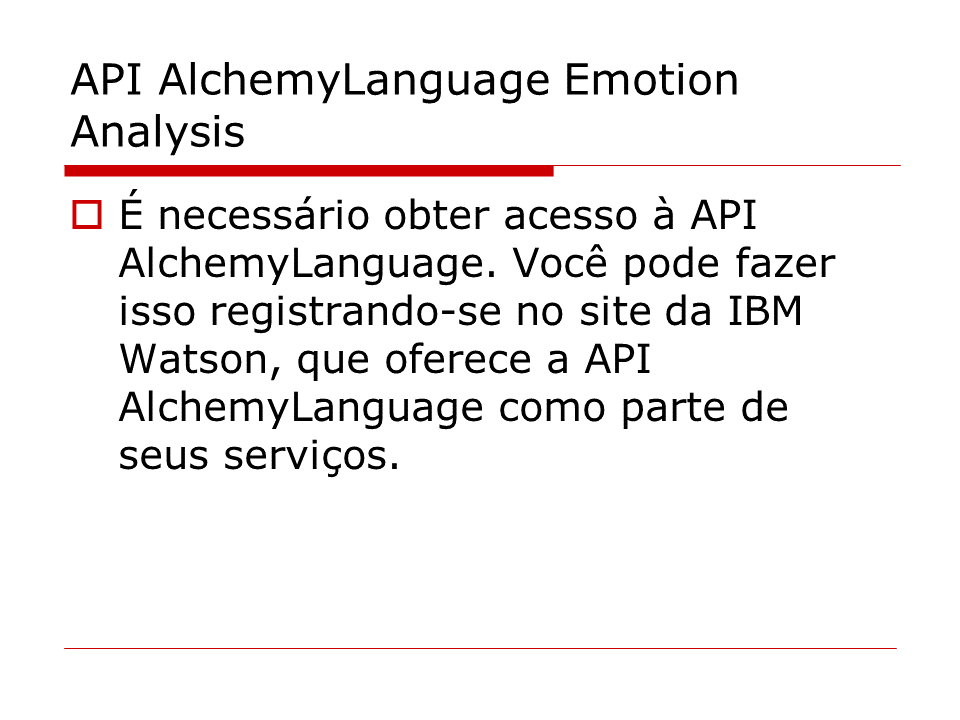 API AlchemyLanguage Emotion
Analysis
É necessário obter acesso à API
AlchemyLanguage. Você pode fazer
isso registrando-se no site da IBM
Watson, que oferece a API
AlchemyLanguage como parte de
seus serviços.